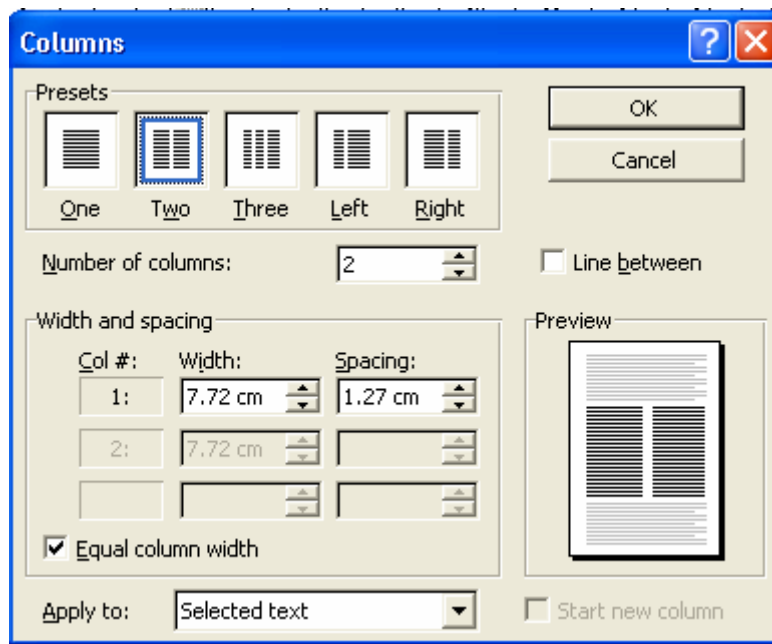 Columns
Presets
OK
Cancel
One Two Three Left Right
Number of columns: 2
Line between
Width and spacing
Preview
Col #: Width: Spacing:
1: 7.72 cm 1.27 cm
2: 7.72 cm
Equal column width
Apply to: Selected text
Start new column